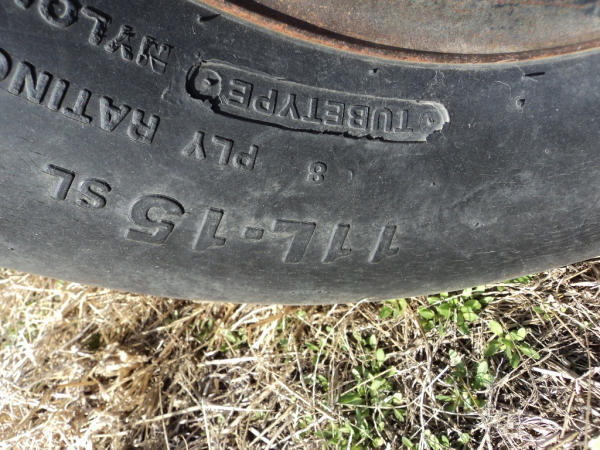 11L-15 SL
8 PLY RATING
TUBETYPE
NYLON